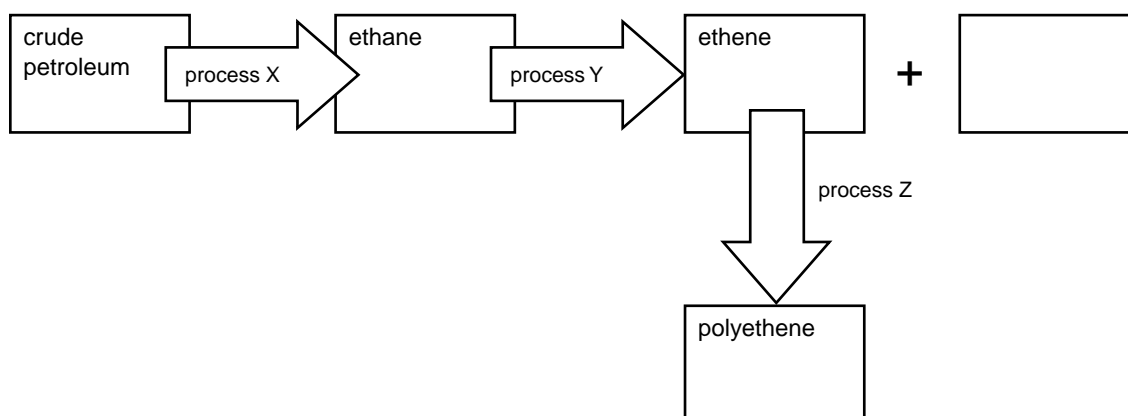 crude
petroleum
process X
ethane
process Y
ethene
+
process Z
polyethene